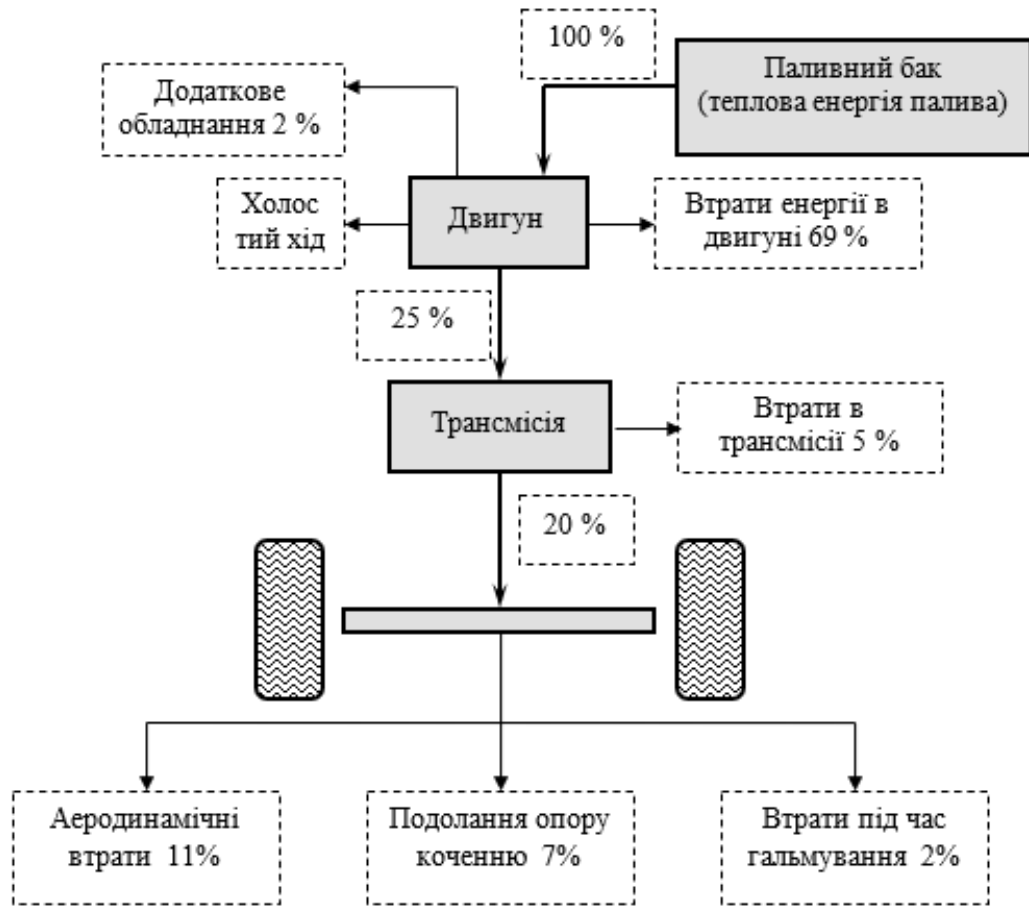 100 %
Паливний бак
(теплова енергія палива)
Додаткове
обладнання 2 %
Холос
тий хід
Двигун
Втрати енергії в
двигуні 69 %
25 %
Трансмісія
Втрати в
трансмісії 5 %
20 %
Аеродинамічні
втрати 11%
Подолання опору
коченню 7%
Втрати під час
гальмування 2%